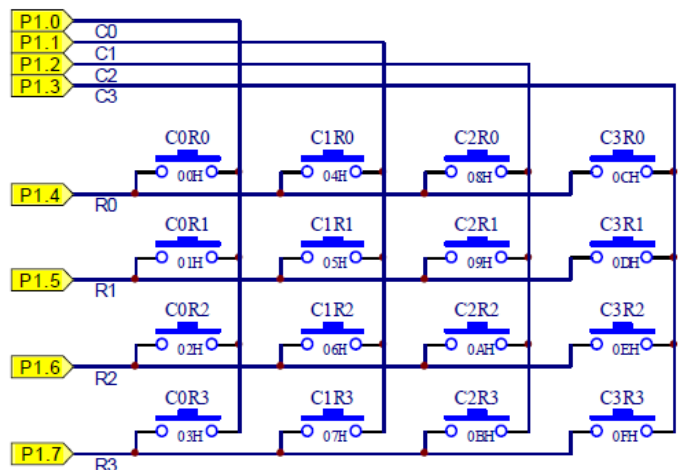 P1.0
C0
P1.1
C1
P1.2
C2
P1.3
C3
C0R0 C1R0 C2R0 C3R0
00H 04H 08H 0CH
P1.4
R0
C0R1 C1R1 C2R1 C3R1
01H 05H 09H 0DH
P1.5
R1
C0R2 C1R2 C2R2 C3R2
02H 06H 0AH 0EH
P1.6
R2
C0R3 C1R3 C2R3 C3R3
03H 07H 0BH 0FH
P1.7
R3